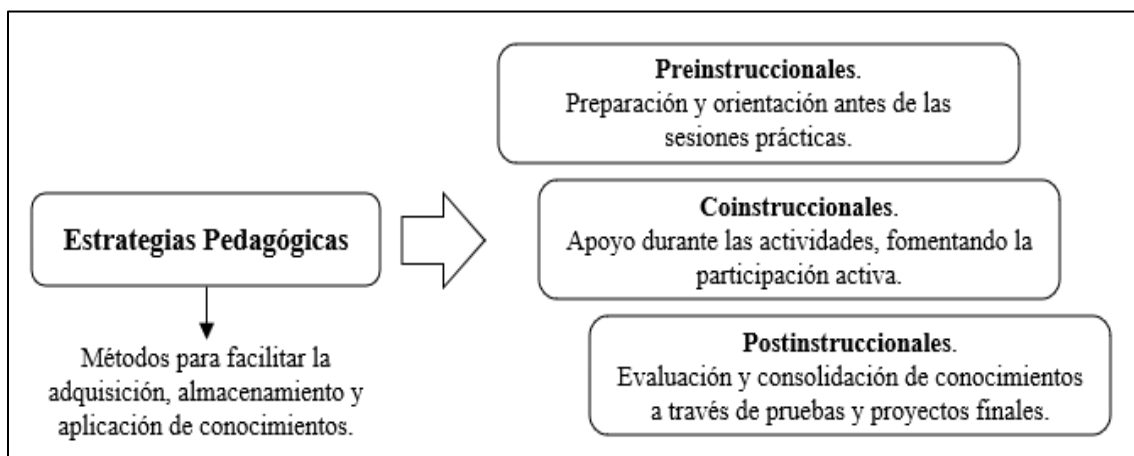 Estrategias Pedagógicas
Métodos para facilitar la
adquisición, almacenamiento y
aplicación de conocimientos.
Preinstruccionales.
Preparación y orientación antes de las
sesiones prácticas.
Coinstruccionales.
Apoyo durante las actividades, fomentando la
participación activa.
Postinstruccionales.
Evaluación y consolidación de conocimientos
a través de pruebas y proyectos finales.